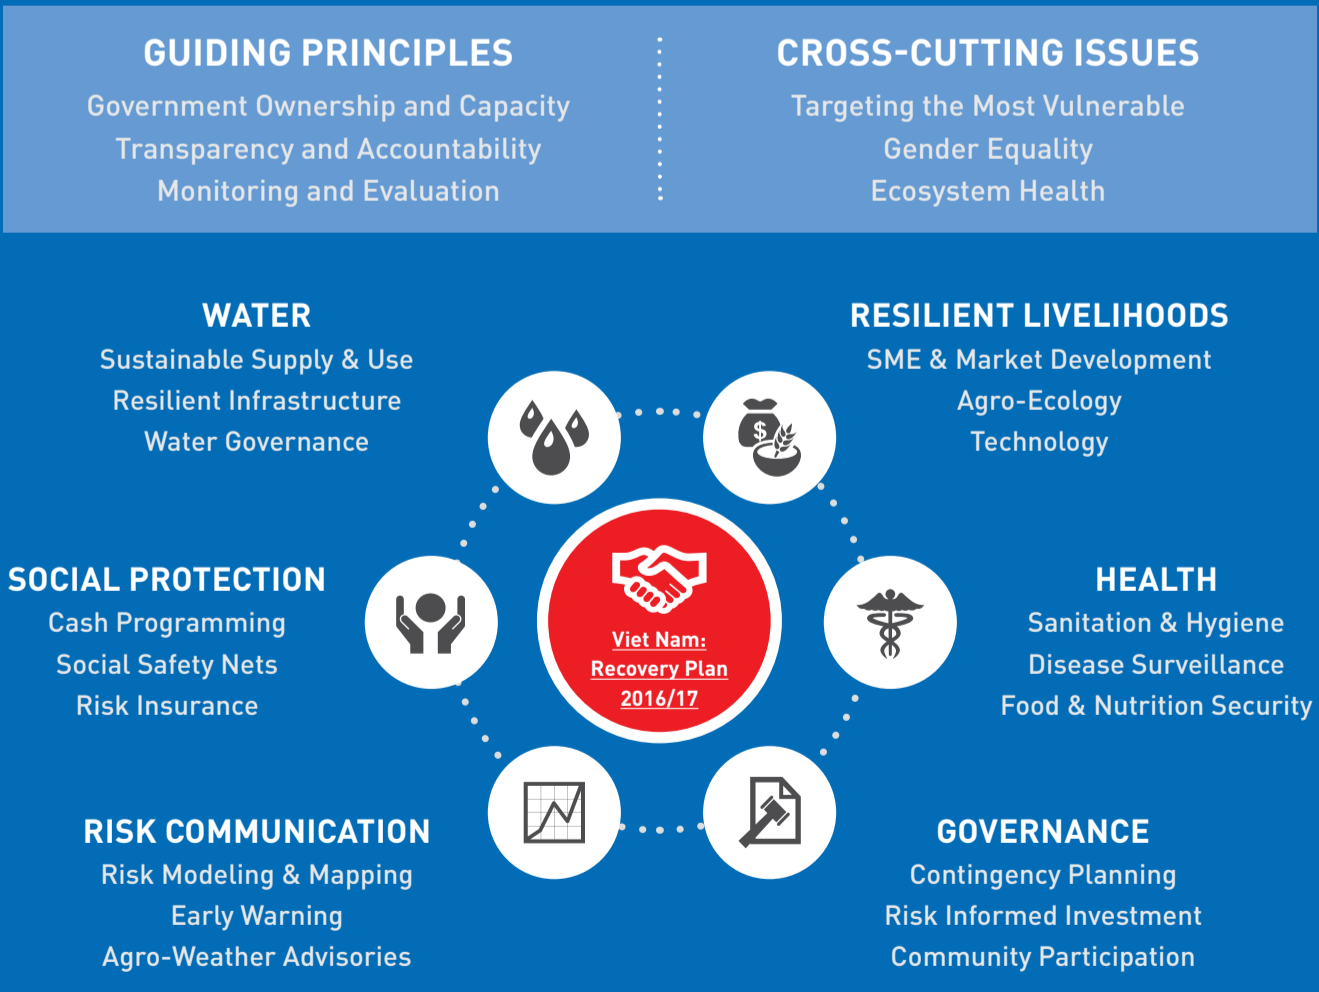 GUIDING PRINCIPLES
Government Ownership and Capacity
Transparency and Accountability
Monitoring and Evaluation
CROSS-CUTTING ISSUES
Targeting the Most Vulnerable
Gender Equality
Ecosystem Health
WATER
Sustainable Supply & Use
Resilient Infrastructure
Water Governance
RESILIENT LIVELIHOODS
SME & Market Development
Agro-Ecology
Technology
$
SOCIAL PROTECTION
Cash Programming
Social Safety Nets
Risk Insurance
Viet Nam:
Recovery Plan
2016/17
HEALTH
Sanitation & Hygiene
Disease Surveillance
Food & Nutrition Security
RISK COMMUNICATION
Risk Modeling & Mapping
Early Warning
Agro-Weather Advisories
GOVERNANCE
Contingency Planning
Risk Informed Investment
Community Participation